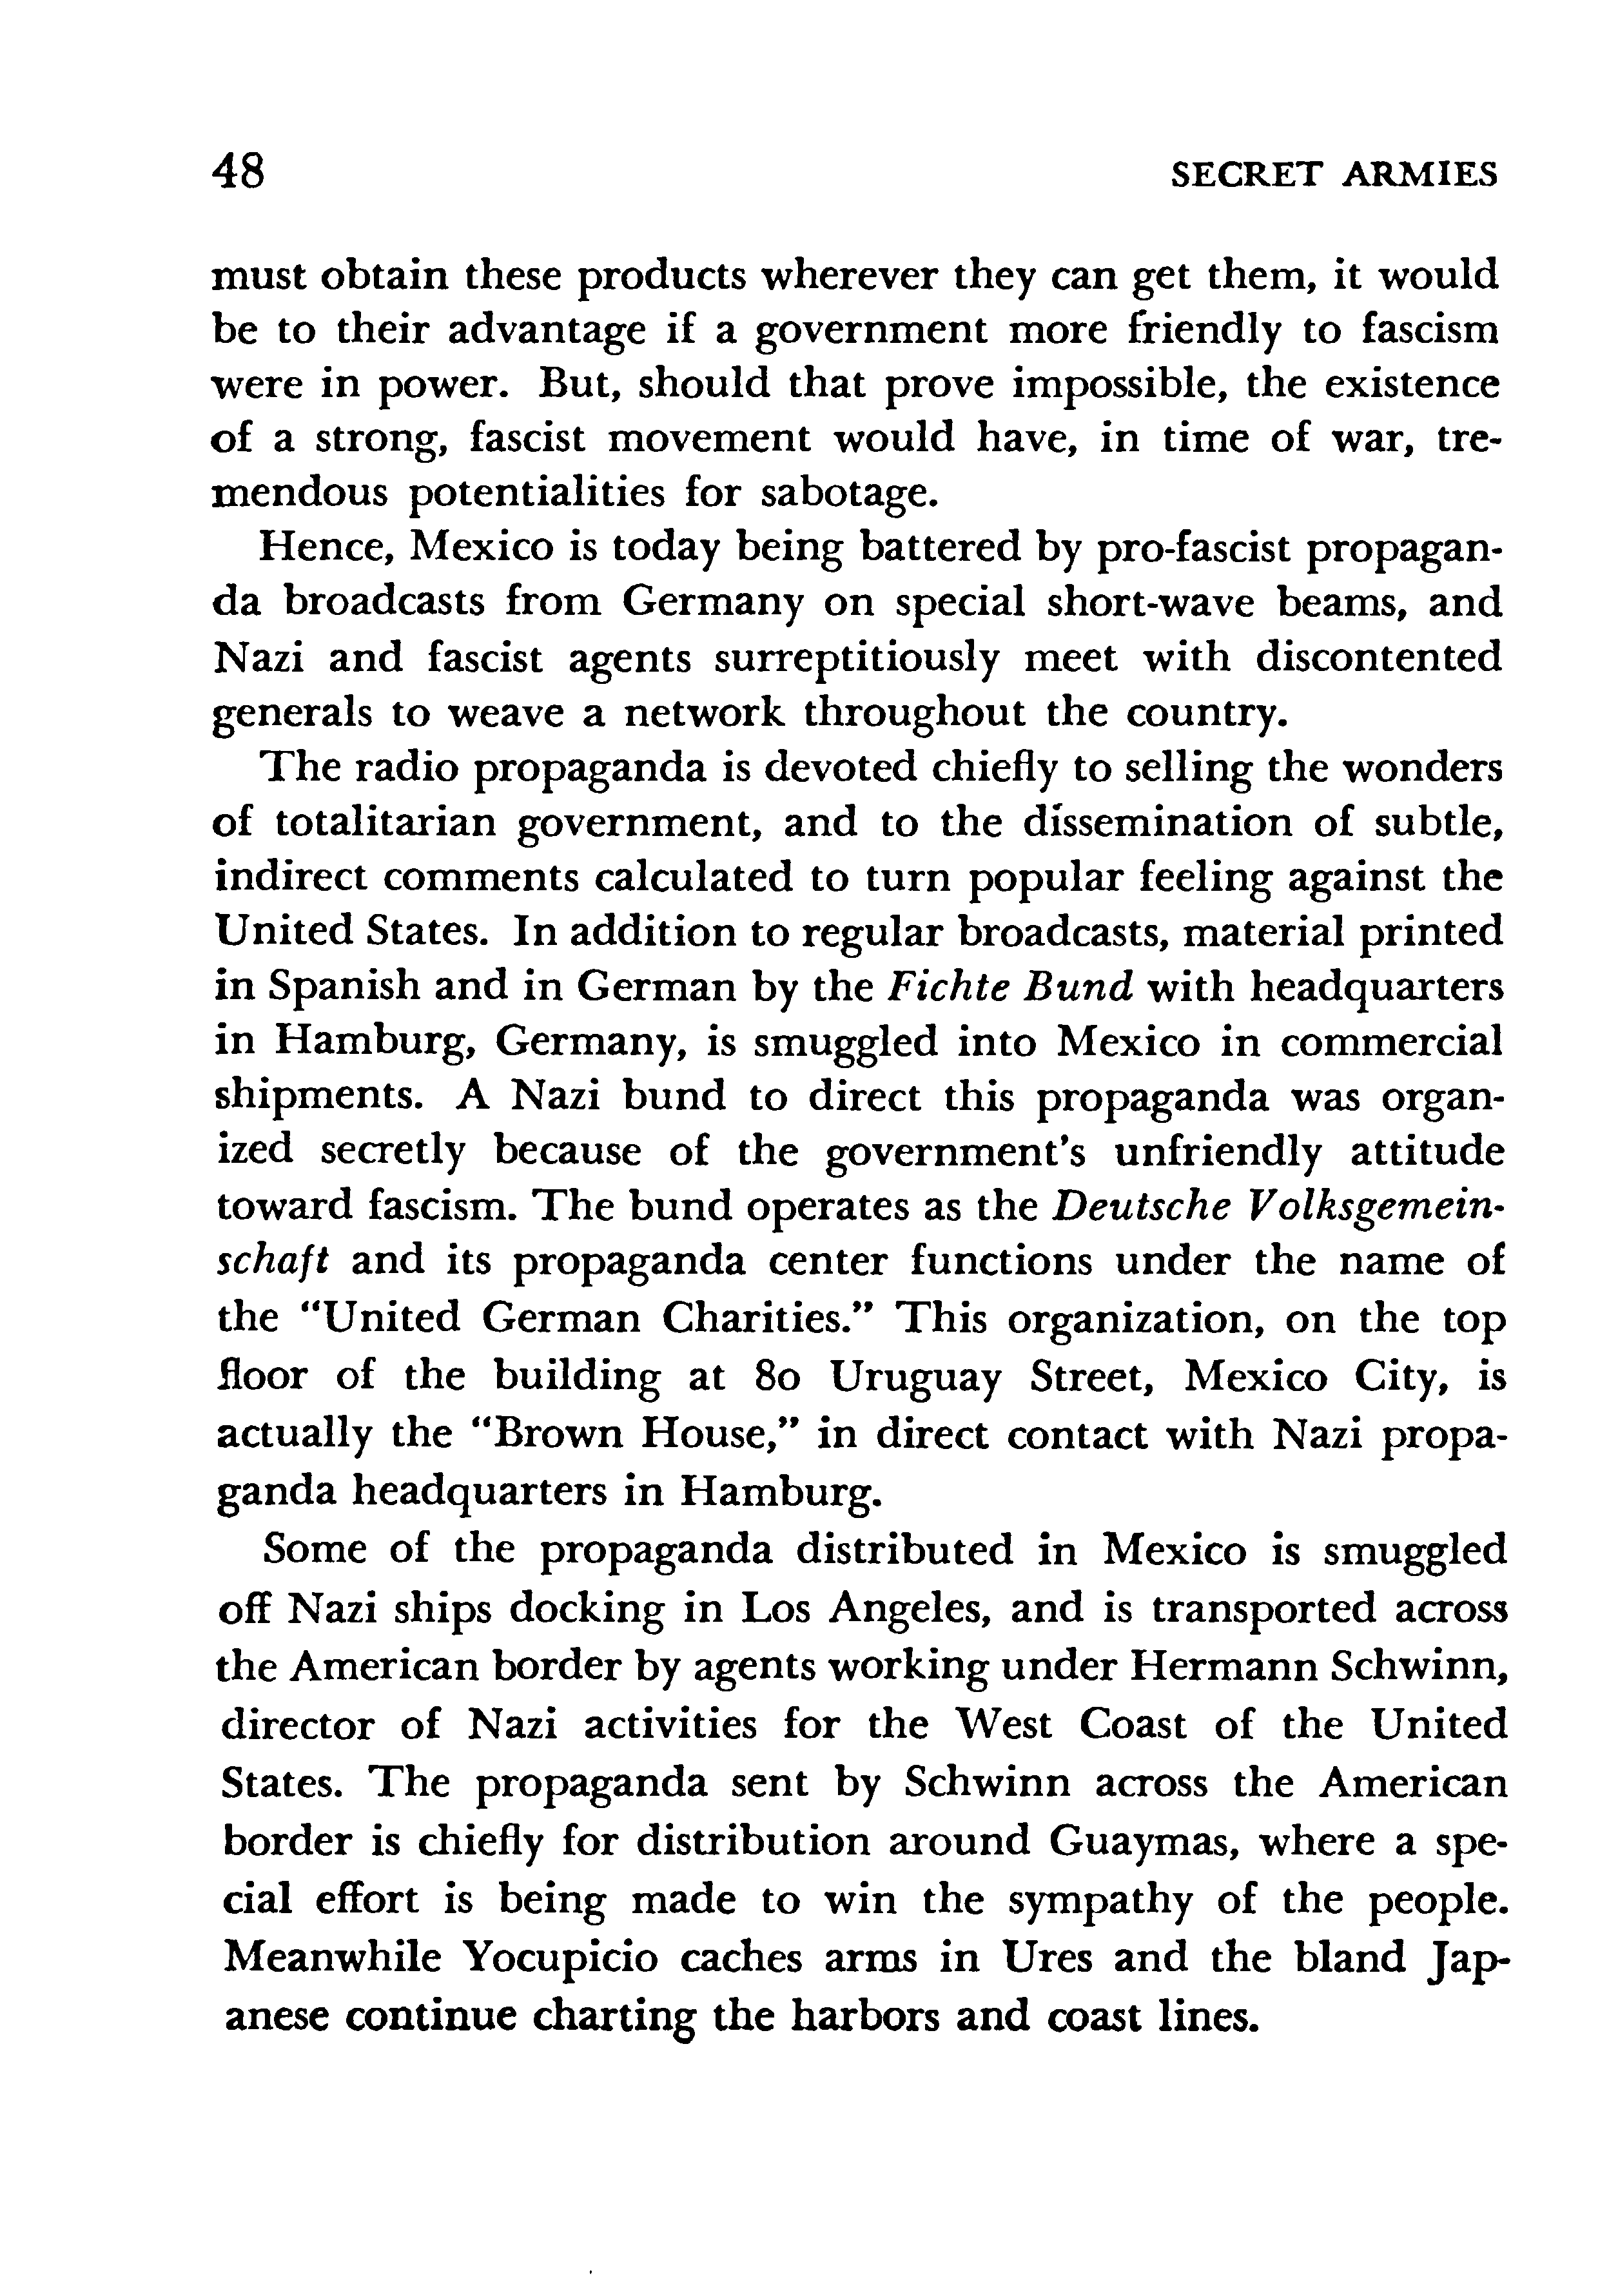 48 SECRET ARMIES
must obtain these products wherever they can get them, it would
be to their advantage if a government more friendly to fascism
were in power. But, should that prove impossible, the existence
of a strong, fascist movement would have, in time of war, tre-
mendous potentialities for sabotage.
Hence, Mexico is today being battered by pro-fascist propagan-
da broadcasts from Germany on special short-wave beams, and
Nazi and fascist agents surreptitiously meet with discontented
generals to weave a network throughout the country.
The radio propaganda is devoted chiefly to selling the wonders
of totalitarian government, and to the dissemination of subtle,
indirect comments calculated to turn popular feeling against the
United States. In addition to regular broadcasts, material printed
in Spanish and in German by the Fichte Bund with headquarters
in Hamburg, Germany, is smuggled into Mexico in commercial
shipments. A Nazi bund to direct this propaganda was organ-
ized secretly because of the government's unfriendly attitude
toward fascism. The bund operates as the Deutsche Volksgemein-
schaft and its propaganda center functions under the name of
the “United German Charities.” This organization, on the top
floor of the building at 80 Uruguay Street, Mexico City, is
actually the “Brown House,” in direct contact with Nazi propa-
ganda headquarters in Hamburg.
Some of the propaganda distributed in Mexico is smuggled
off Nazi ships docking in Los Angeles, and is transported across
the American border by agents working under Hermann Schwinn,
director of Nazi activities for the West Coast of the United
States. The propaganda sent by Schwinn across the American
border is chiefly for distribution around Guaymas, where a spe-
cial effort is being made to win the sympathy of the people.
Meanwhile Yocupicio caches arms in Ures and the bland Jap-
anese continue charting the harbors and coast lines.